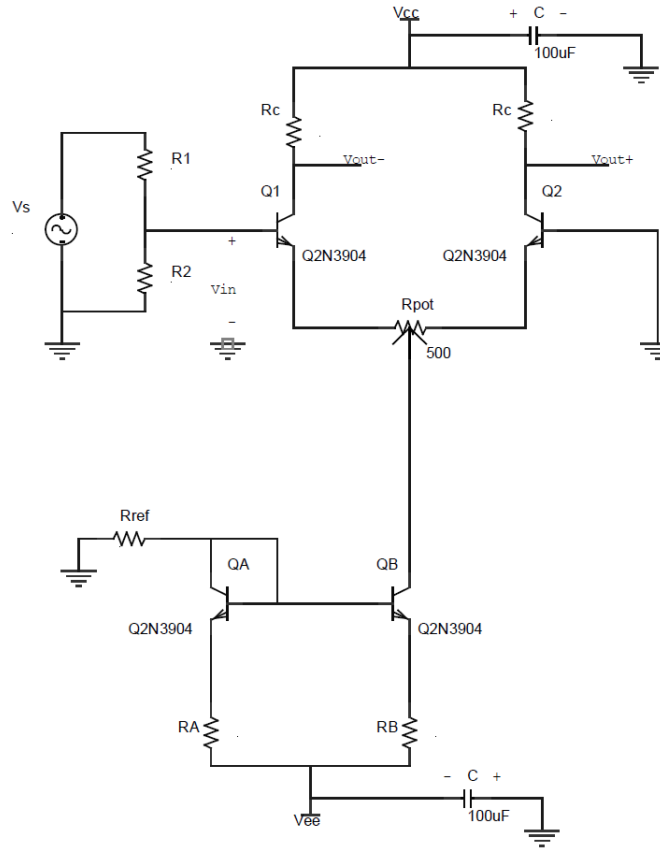 Vcc
+ C -
100uF
Rc
Rc
Vout-
Vout+
R1
Q1
Q2
Vs
+
Q2N3904
Q2N3904
R2
Vin
-
Rpot
500
Rref
QA
QB
Q2N3904
Q2N3904
RA
RB
- C +
100uF
Vee